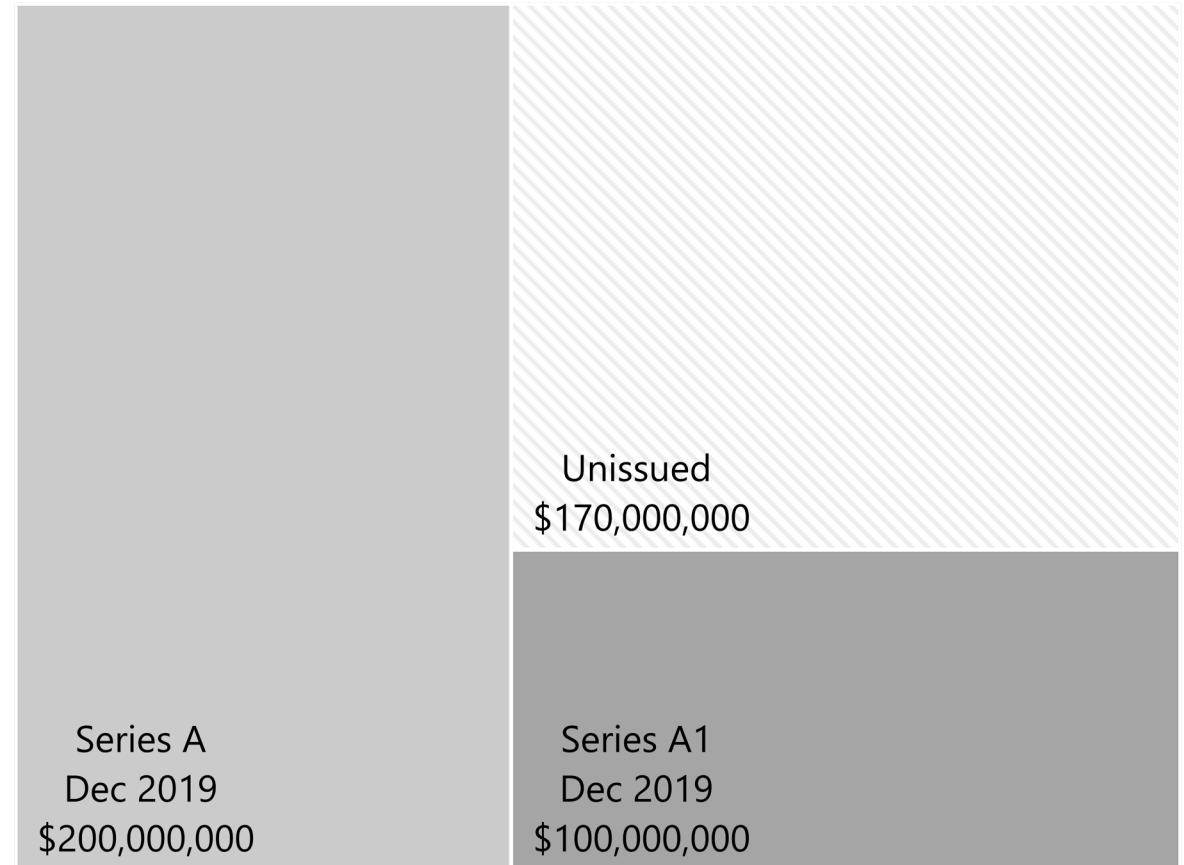 Unissued
$170,000,000
Series A
Dec 2019
$200,000,000
Series A1
Dec 2019
$100,000,000